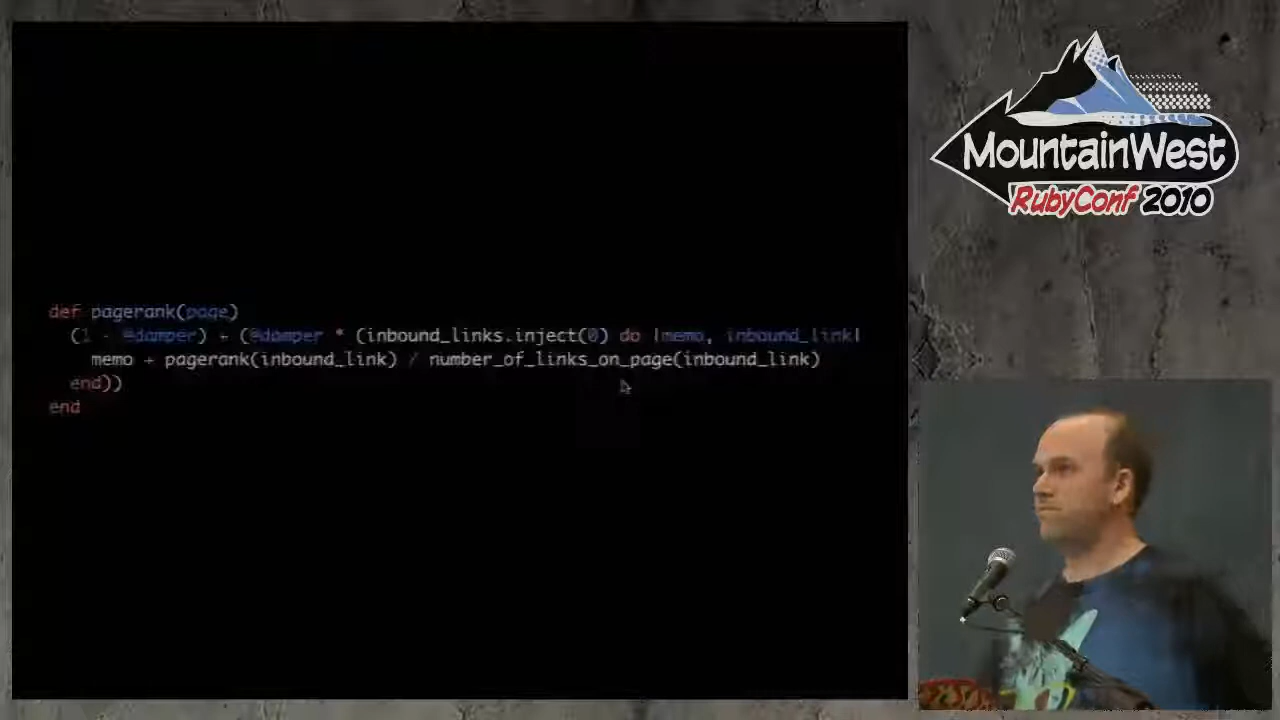 MountainWest
RubyConf 2010
def pagerank(page)
(1 - @damper) + (@damper * (inbound_links.inject(0) do |memo, inbound_link|
memo + pagerank(inbound_link) / number_of_links_on_page(inbound_link)
end))
end